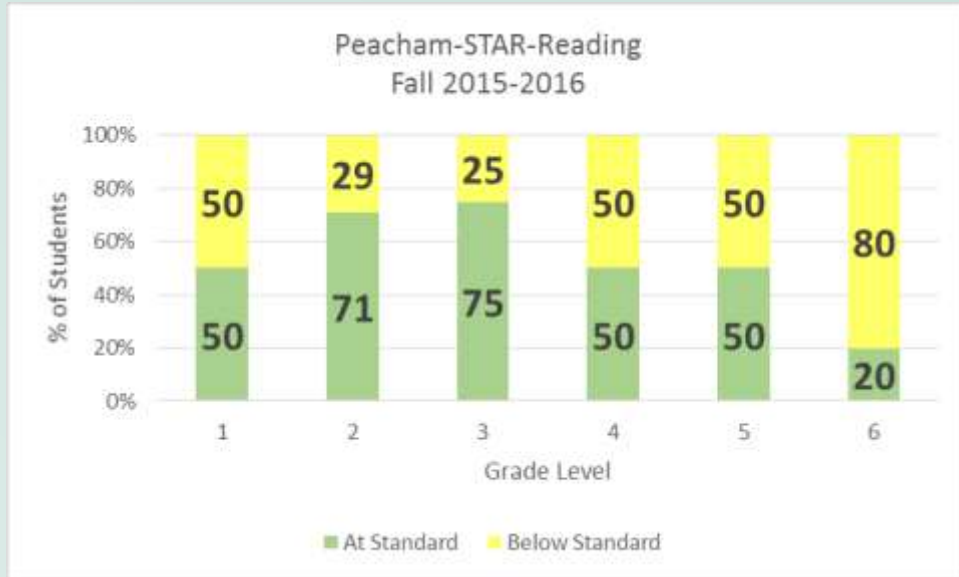 Peacham-STAR-Reading
Fall 2015-2016
100%
80%
60%
40%
20%
0%
% of Students
50 29 25 50 50 80
50 71 75 50 50 20
1 2 3 4 5 6
Grade Level
At Standard Below Standard